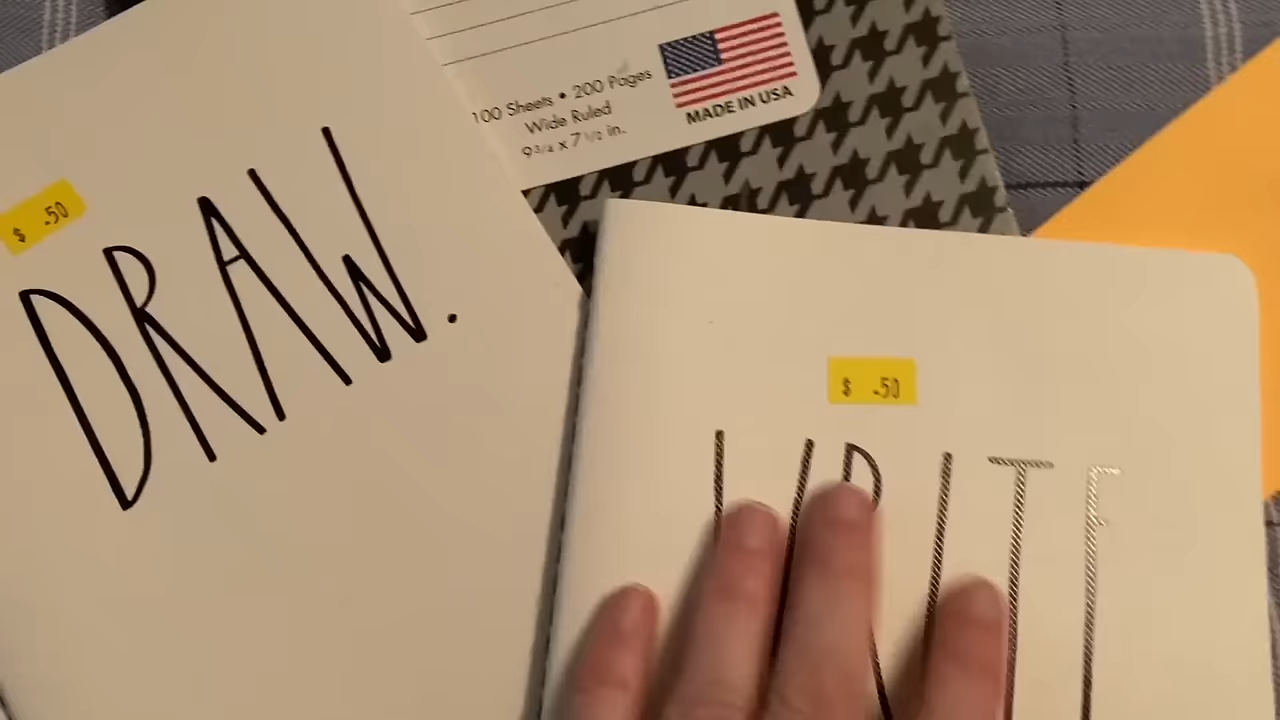 100 Sheets • 200 Pages
Wide Ruled
9 3/4 x 7 1/2 in.
MADE IN USA
$ .50
DRAW.
$ .50
WRITE